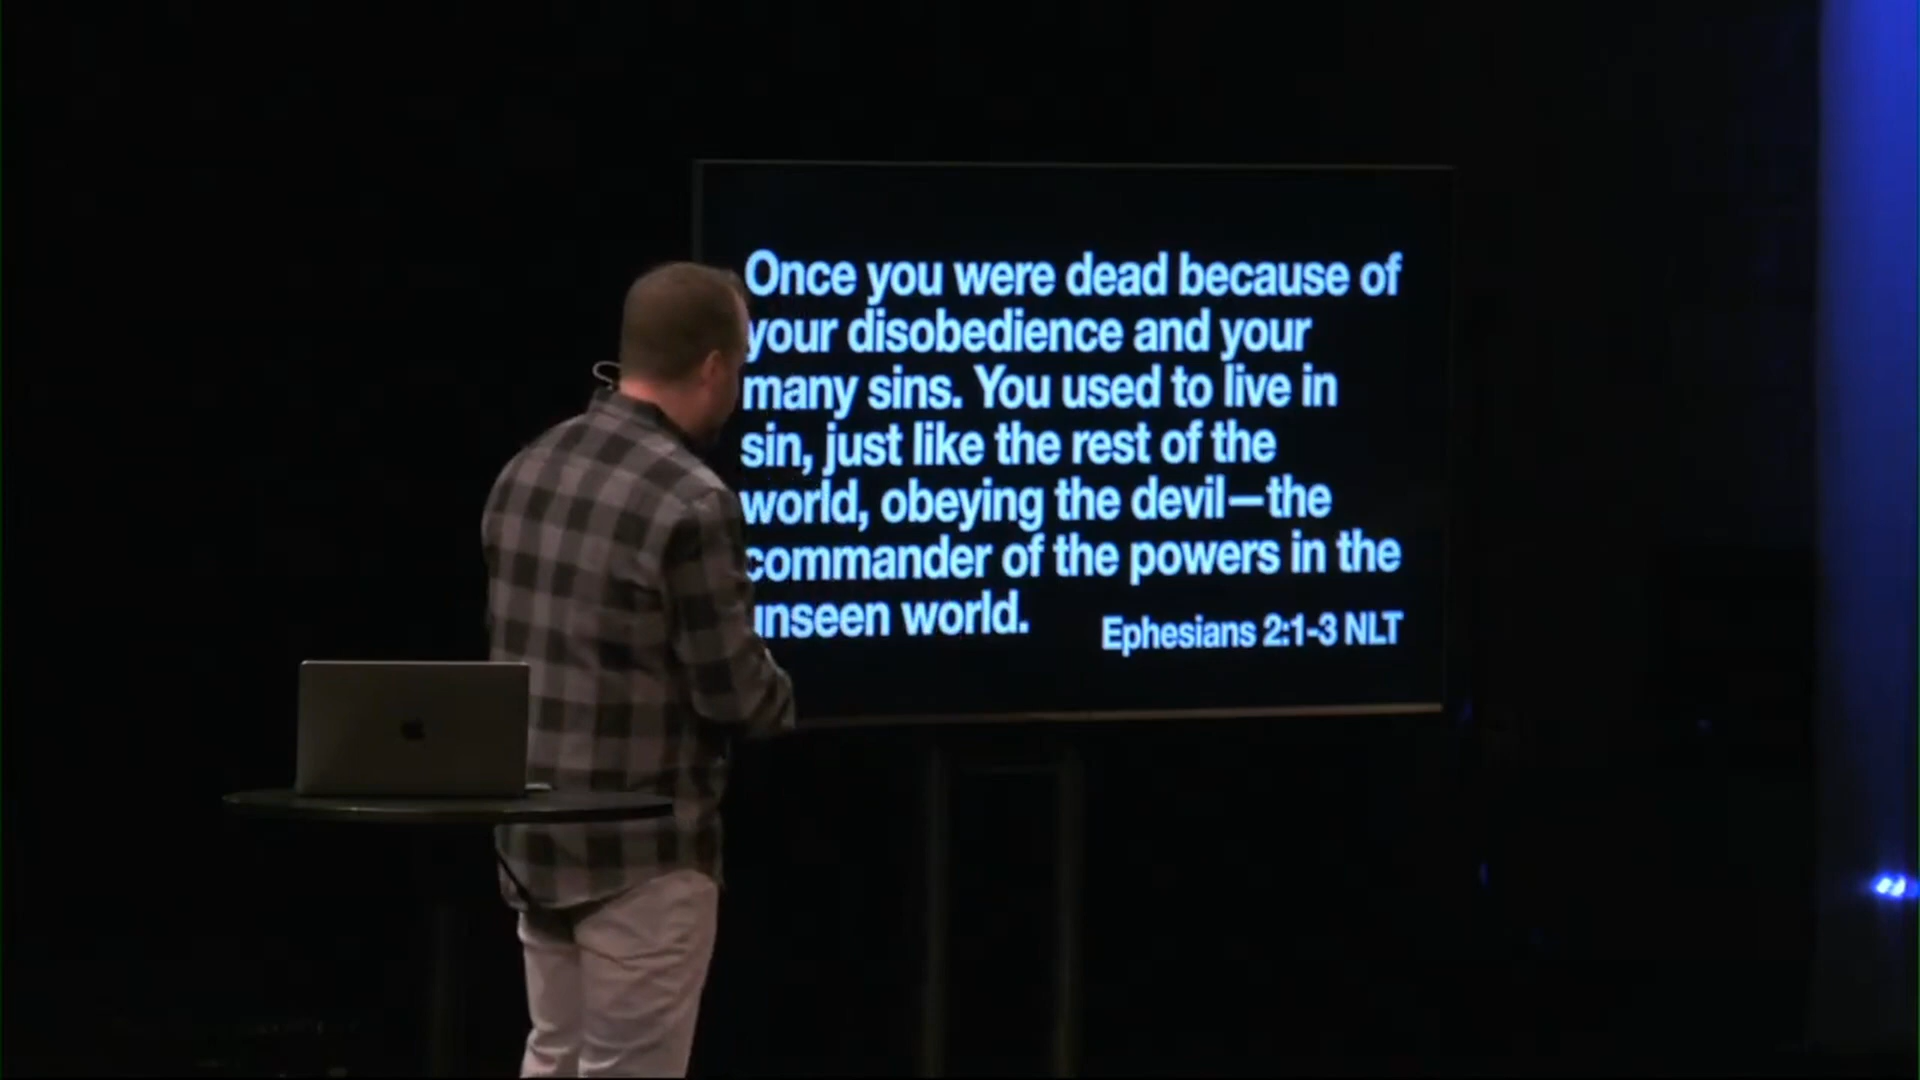 Once you were dead because of
your disobedience and your
many sins. You used to live in
sin, just like the rest of the
world, obeying the devil—the
commander of the powers in the
unseen world.
Ephesians 2:1-3 NLT